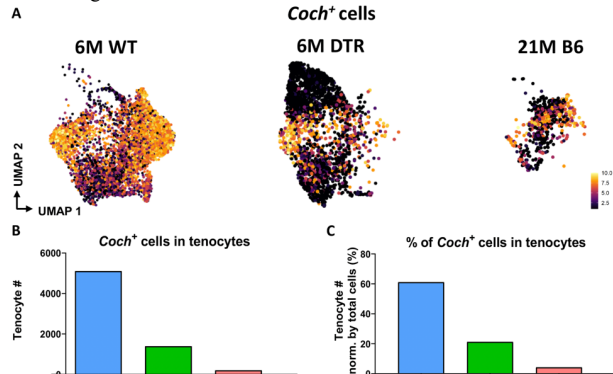 A
Coch+ cells
6M WT
6M DTR
21M B6
UMAP 2
UMAP 1
10.0
7.5
5.0
2.5
B
Coch+ cells in tenocytes
Tenocyte #
6000
4000
2000
0
C
% of Coch+ cells in tenocytes
Tenocyte #
norm. by total cells (%)
80
60
40
20
0